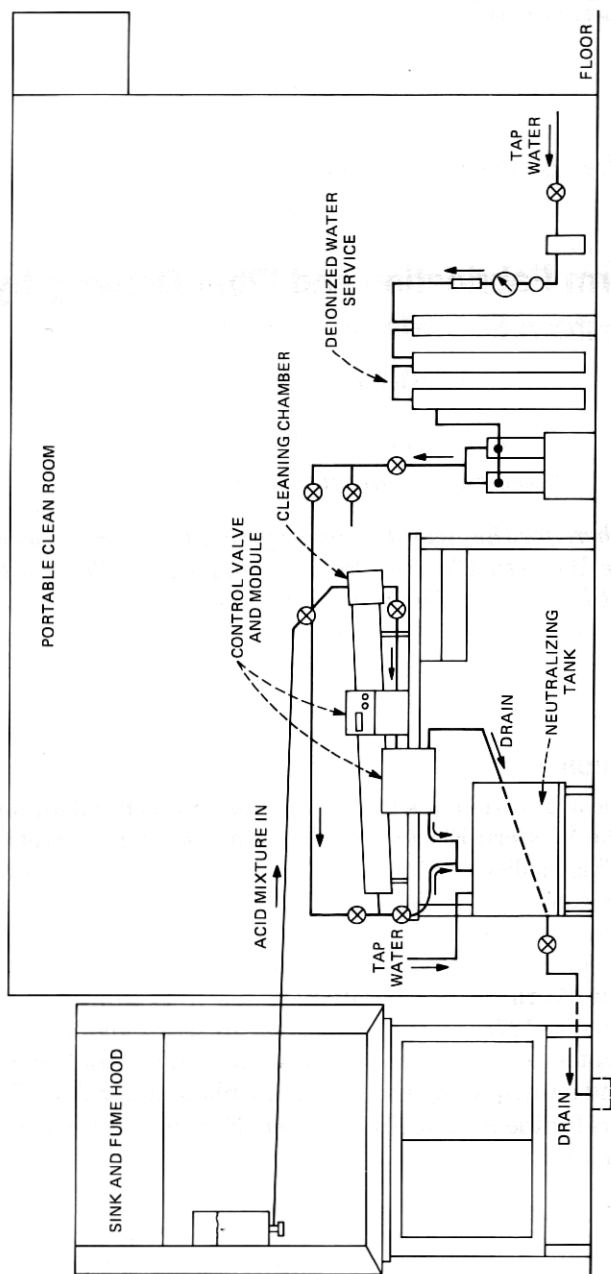 PORTABLE CLEAN ROOM
SINK AND FUME HOOD
ACID MIXTURE IN
CONTROL VALVE
AND MODULE
CLEANING CHAMBER
DEIONIZED WATER
SERVICE
TAP
WATER
TAP
WATER
DRAIN
NEUTRALIZING
TANK
DRAIN
FLOOR